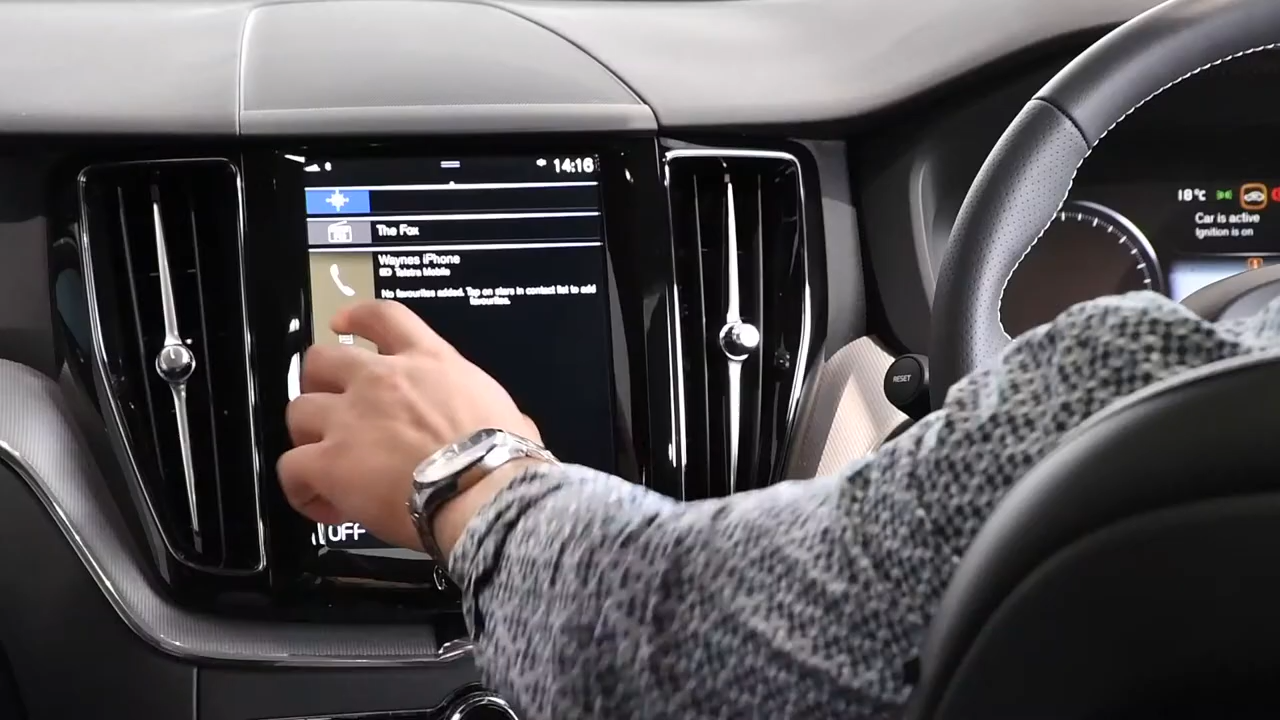 14:16
The Fox
Waynes iPhone
Telstra Mobile
No favourites added. Tap on stars in contact list to add
favourites.
OFF
RESET
18°C
Car is active
Ignition is on